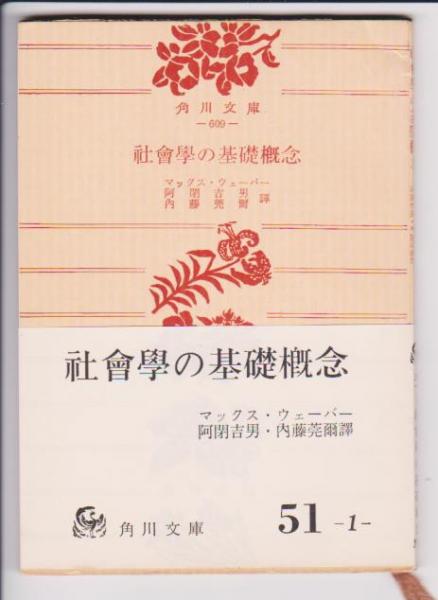 角川文庫
—609—
社會學の基礎概念
マックス・ウェーバー
阿閉吉男
內藤莞爾 譯
社會學の基礎概念
マックス・ウェーバー
阿閉吉男・內藤莞爾譯
角川文庫
51 -1-